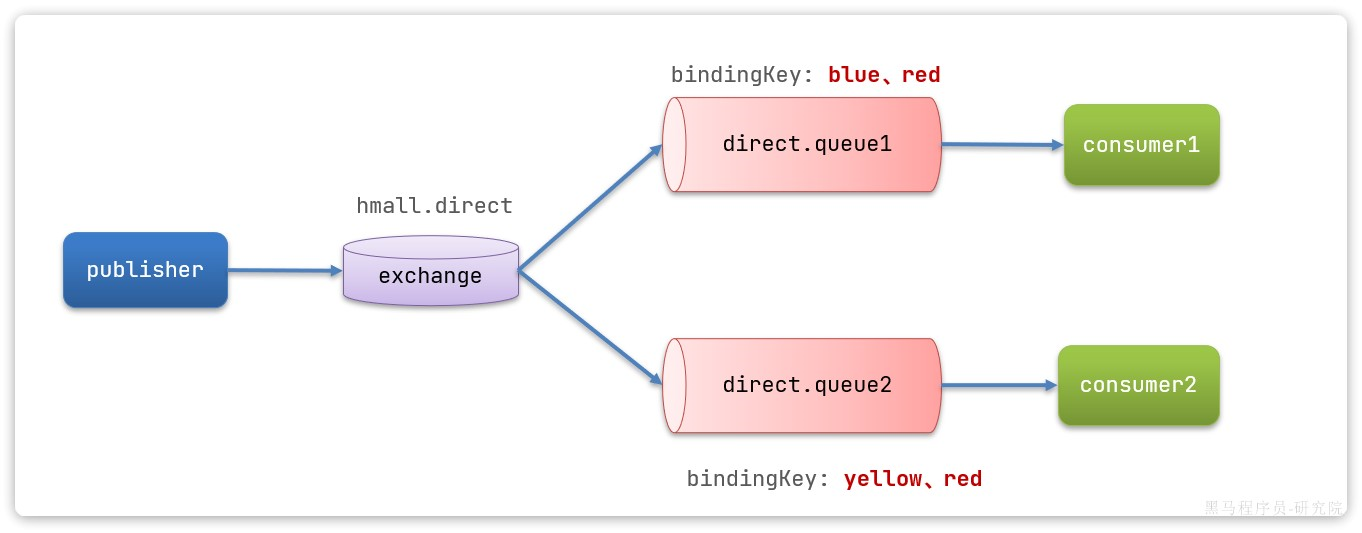 bindingKey: blue、red
direct.queue1
consumer1
hmall.direct
publisher
exchange
direct.queue2
consumer2
bindingKey: yellow、red
黑马程序员-研究院